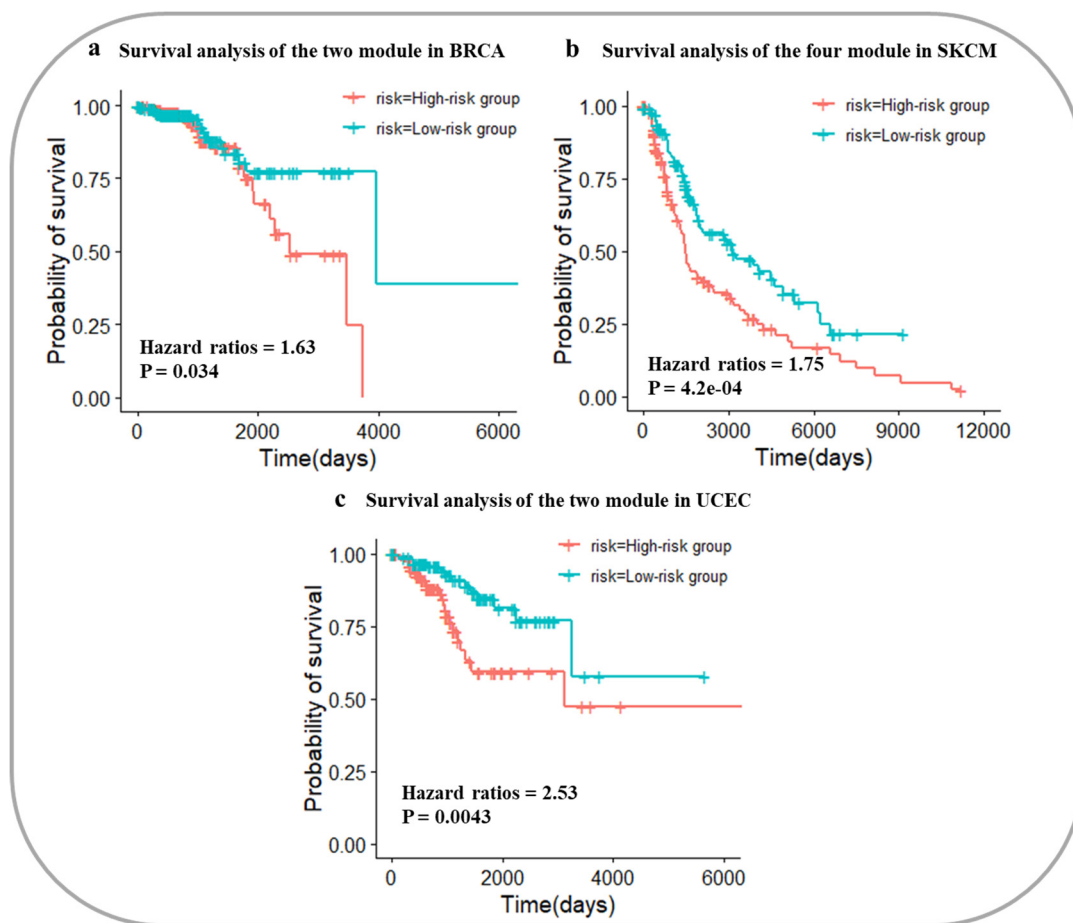 a Survival analysis of the two module in BRCA
risk=High-risk group
risk=Low-risk group
Probability of survival
1.00
0.75
0.50
0.25
0.00
Hazard ratios = 1.63
P = 0.034
0 2000 4000 6000
Time(days)
b Survival analysis of the four module in SKCM
risk=High-risk group
risk=Low-risk group
Probability of survival
1.00
0.75
0.50
0.25
0.00
Hazard ratios = 1.75
P = 4.2e-04
0 3000 6000 9000 12000
Time(days)
c Survival analysis of the two module in UCEC
risk=High-risk group
risk=Low-risk group
Probability of survival
1.00
0.75
0.50
0.25
0.00
Hazard ratios = 2.53
P = 0.0043
0 2000 4000 6000
Time(days)